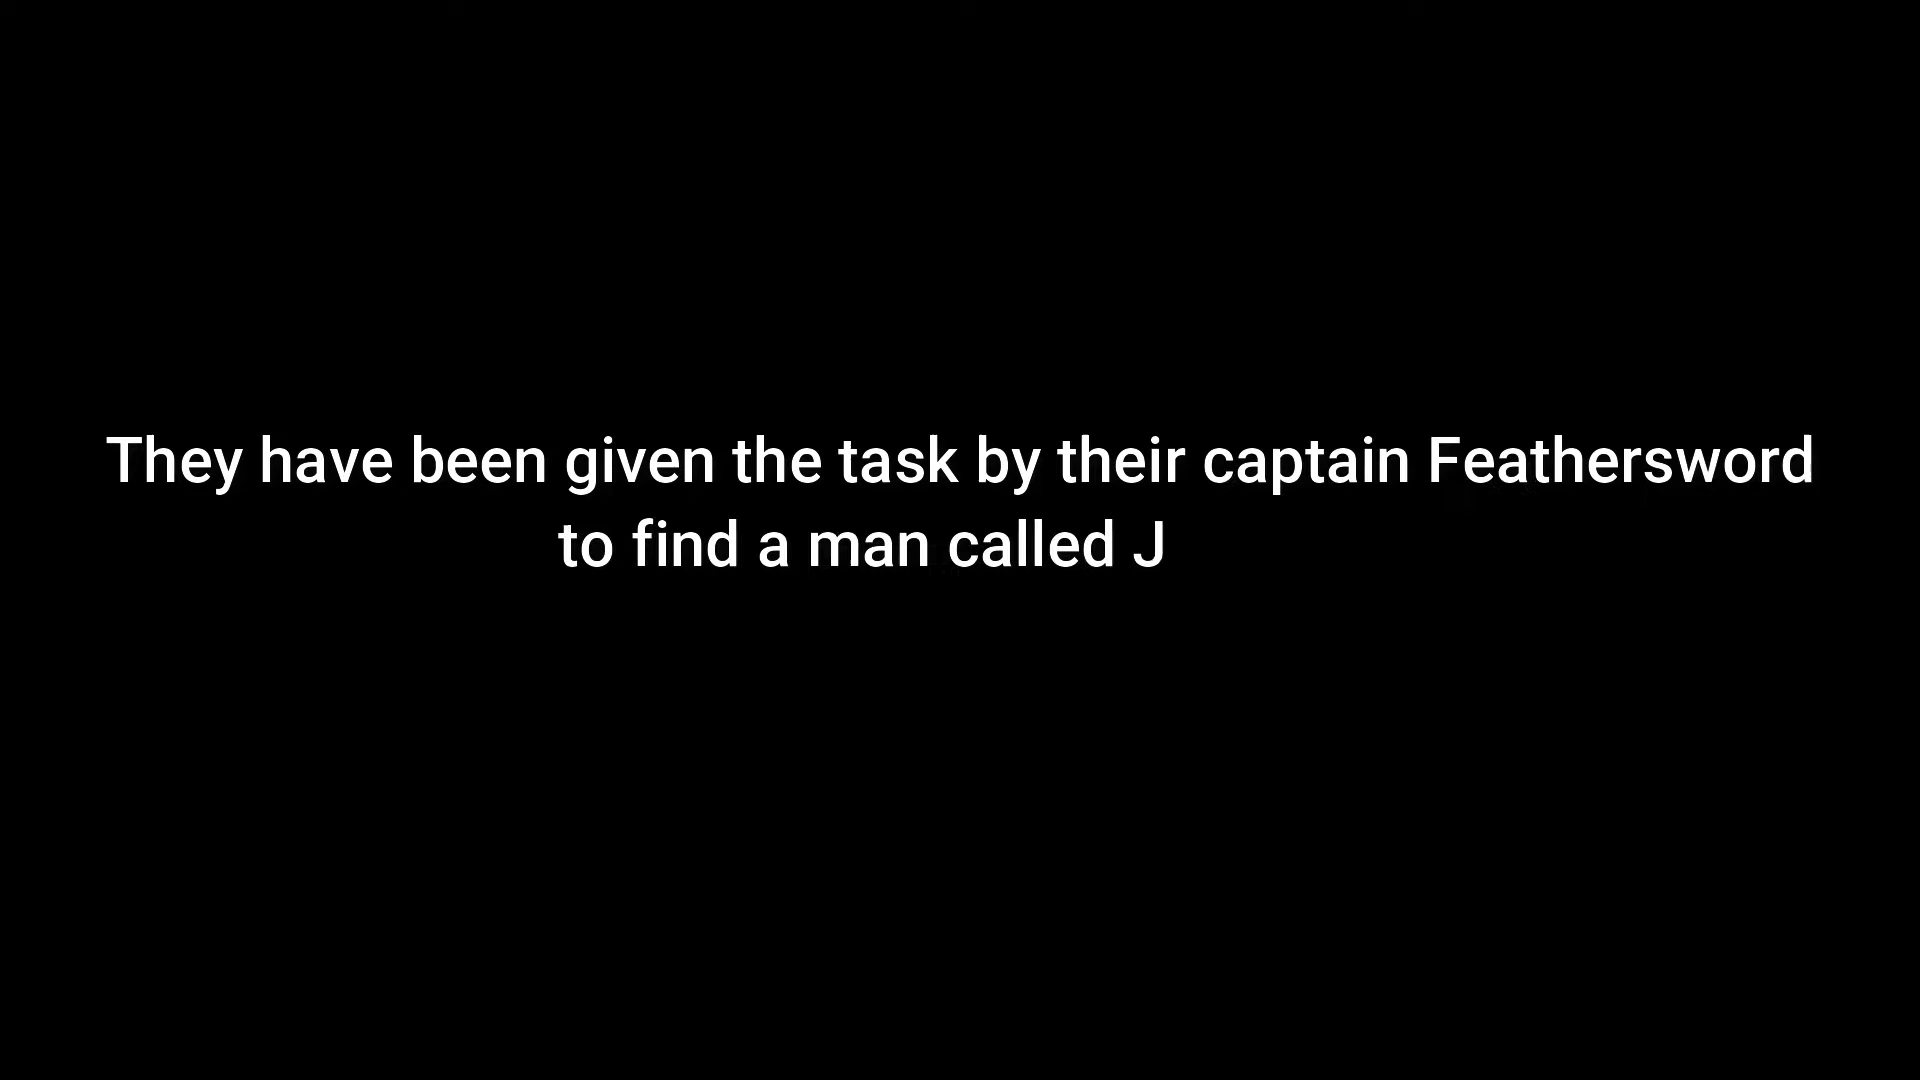 They have been given the task by their captain Feathersword
to find a man called J